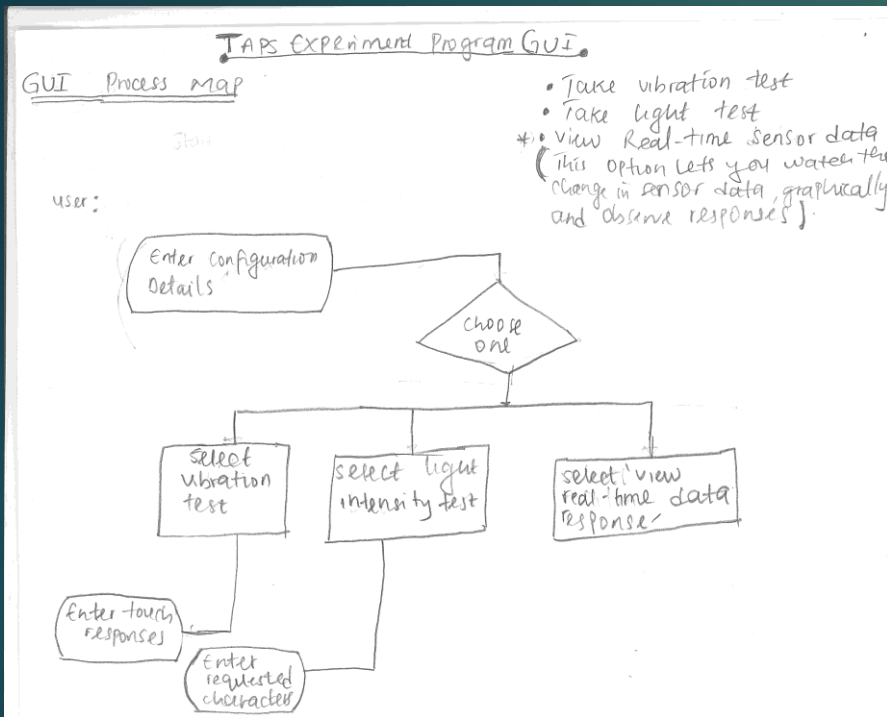 TAPS EXPERIMENT Program GUI.
GUI Process Map
• Take vibration test
• Take light test
*• View Real-time sensor data
(This option lets you watch the
change in sensor data, graphically
and observe responses).
Start
user:
Enter configuration
Details
choose
one
select
vibration
test
select light
intensity test
select 'view
real-time data
response'
Enter touch
responses
Enter
requested
characters